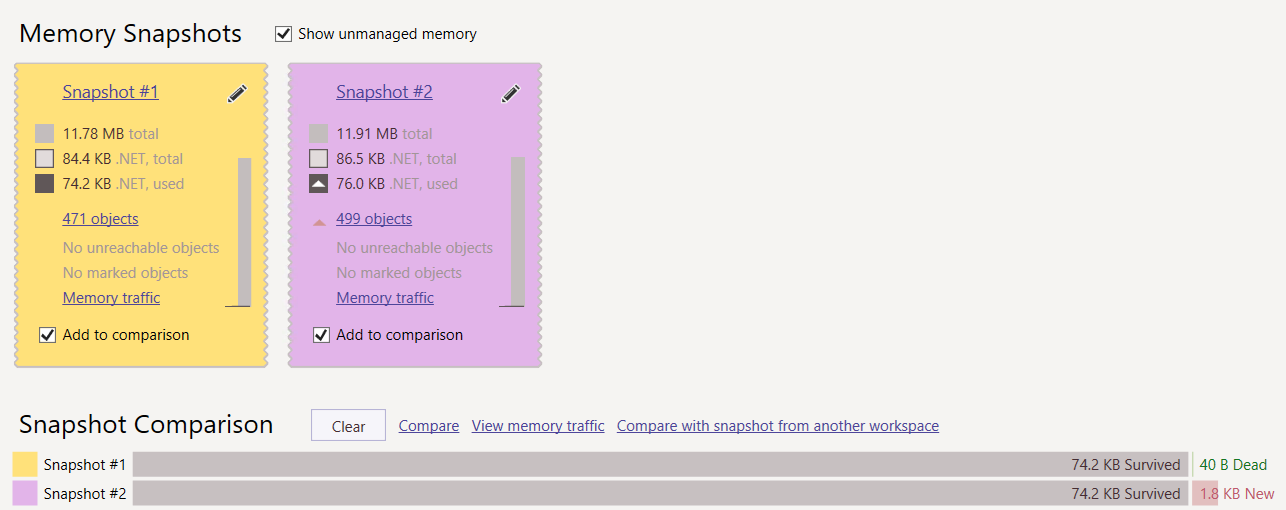 Memory Snapshots
Show unmanaged memory
Snapshot #1
11.78 MB total
84.4 KB .NET, total
74.2 KB .NET, used
471 objects
No unreachable objects
No marked objects
Memory traffic
Add to comparison
Snapshot #2
11.91 MB total
86.5 KB .NET, total
76.0 KB .NET, used
499 objects
No unreachable objects
No marked objects
Memory traffic
Add to comparison
Snapshot Comparison
Clear
Compare
View memory traffic
Compare with snapshot from another workspace
Snapshot #1 74.2 KB Survived 40 B Dead
Snapshot #2 74.2 KB Survived 1.8 KB New